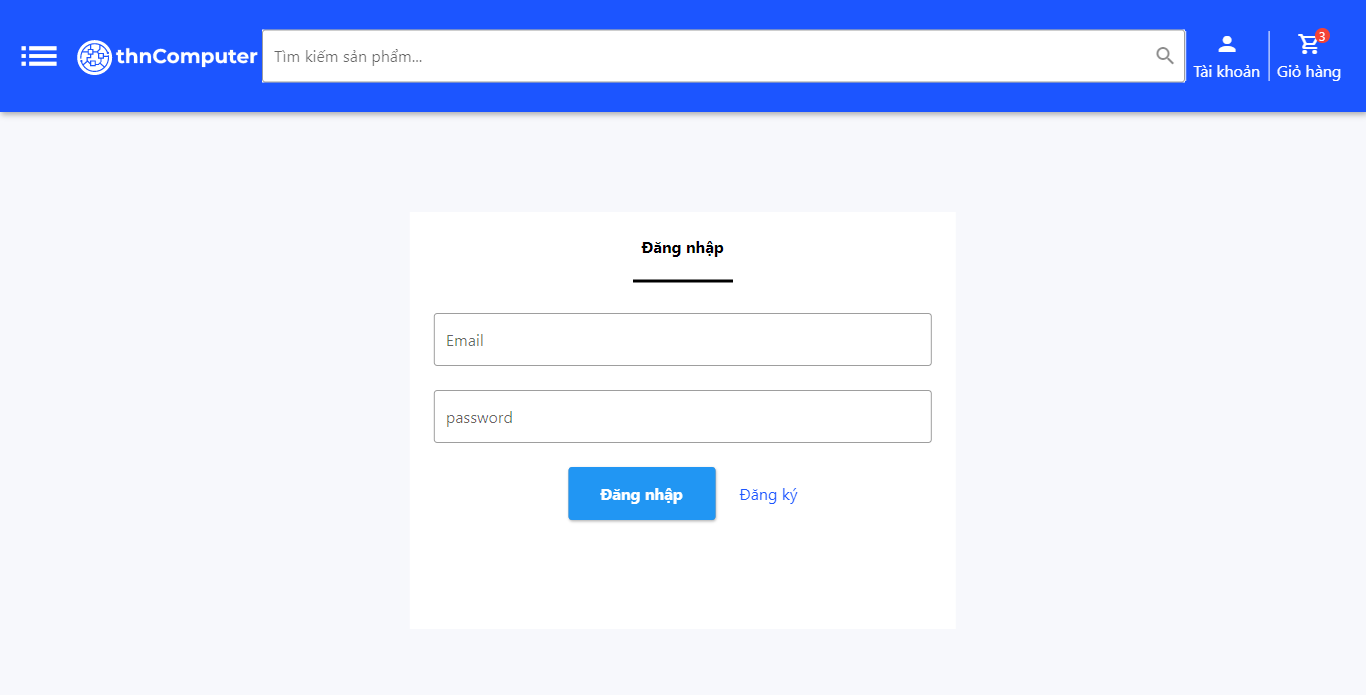 thnComputer
Tìm kiếm sản phẩm...
3
Tài khoản
Giỏ hàng
Đăng nhập
Email
password
Đăng nhập
Đăng ký